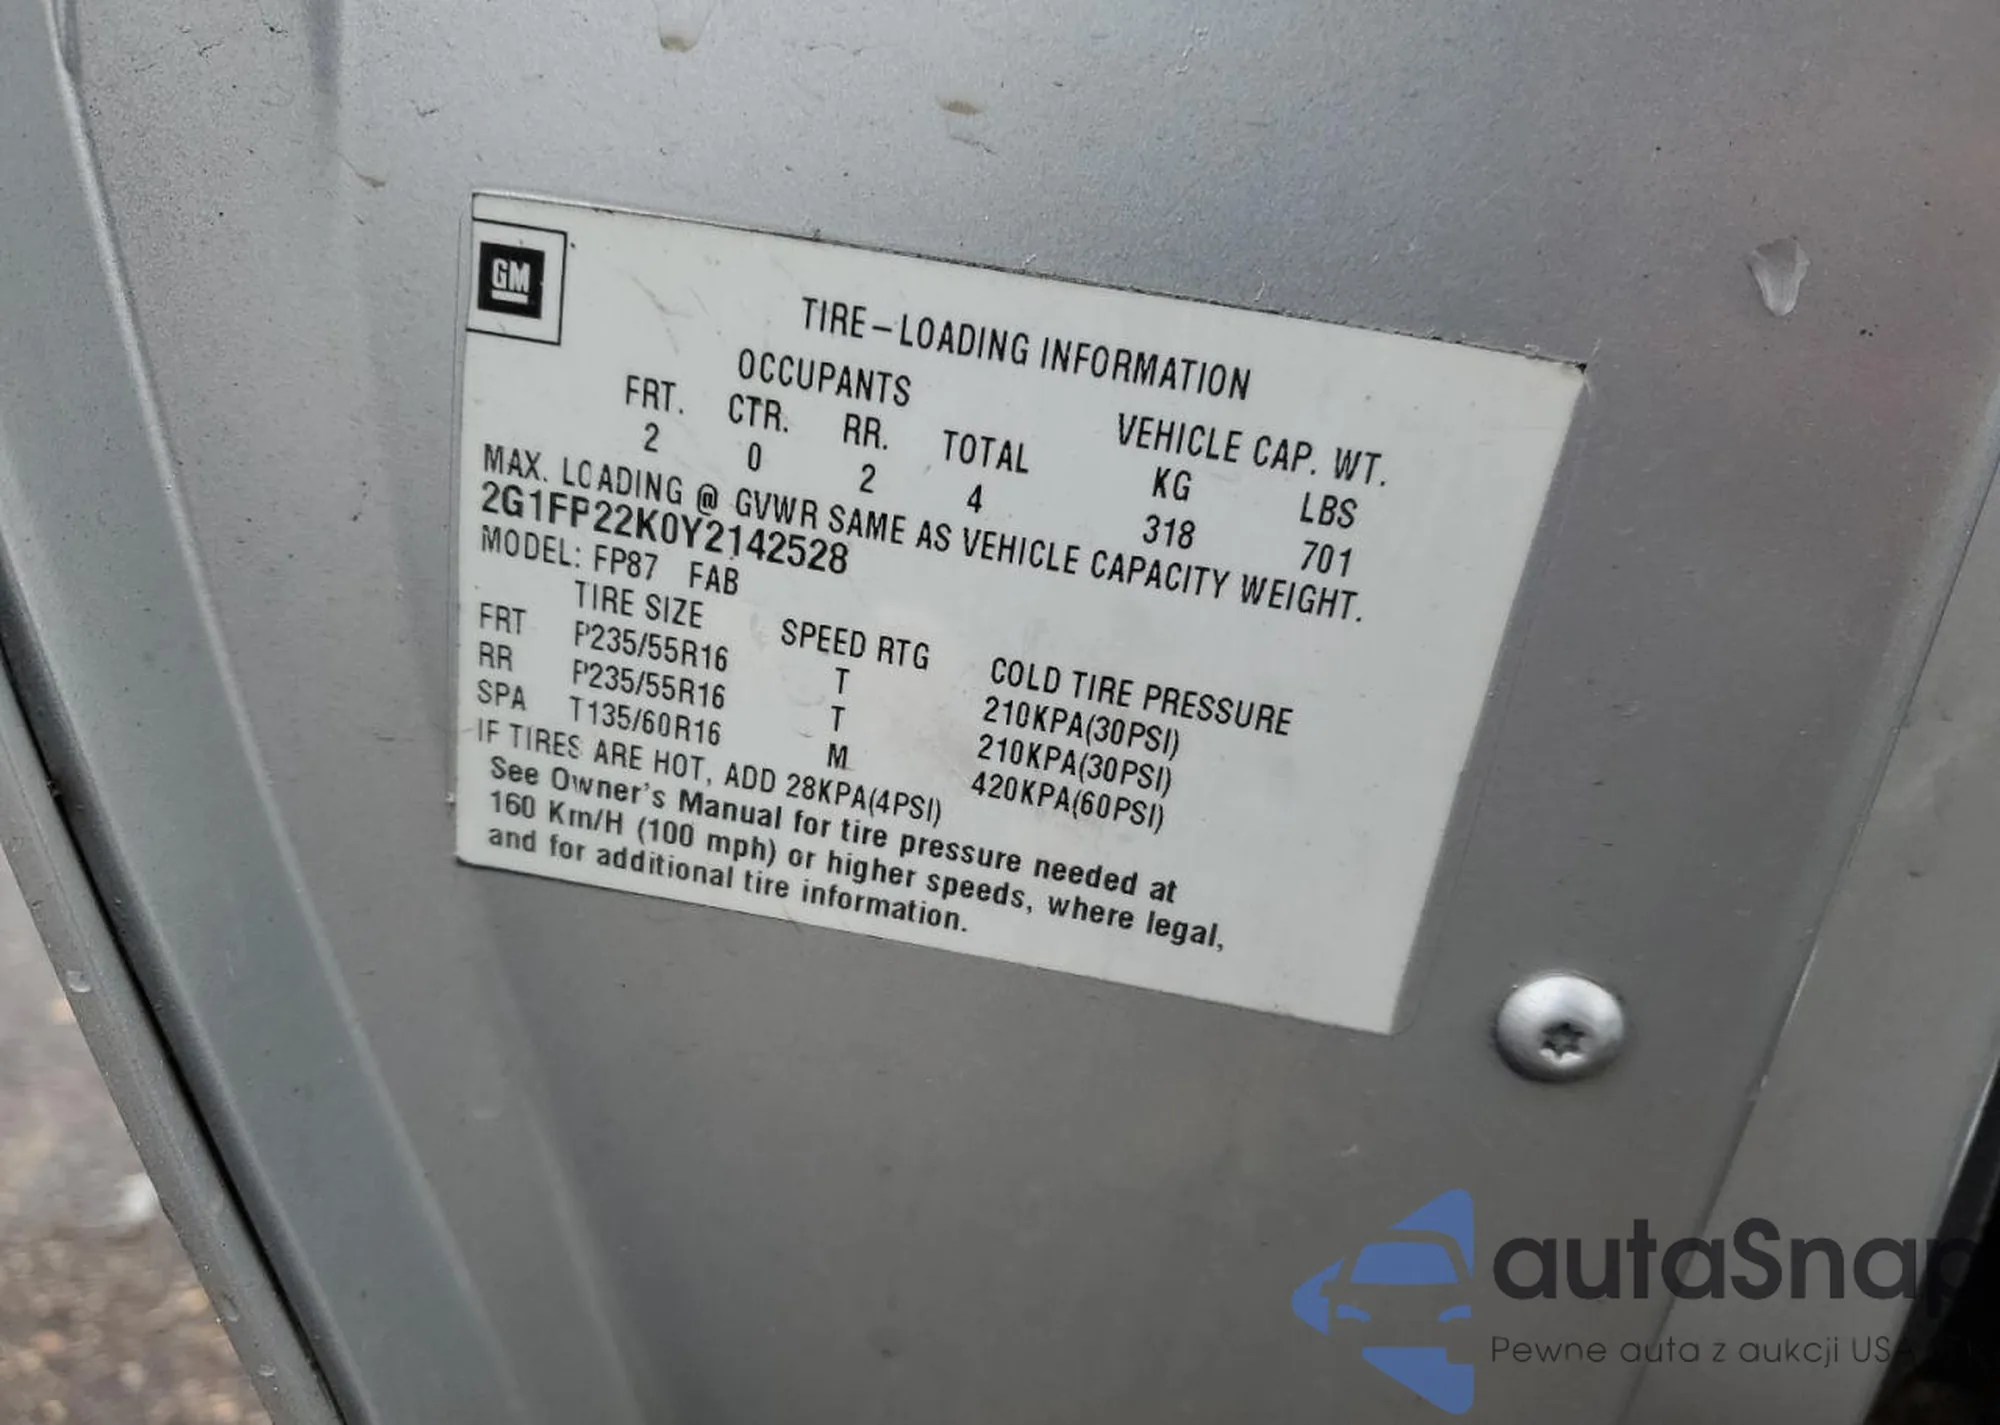 GM
TIRE-LOADING INFORMATION
OCCUPANTS VEHICLE CAP. WT.
FRT. CTR. RR. TOTAL KG LBS
2 0 2 4 318 701
MAX. LOADING @ GVWR SAME AS VEHICLE CAPACITY WEIGHT.
2G1FP22K0Y2142528
MODEL: FP87 FAB
TIRE SIZE SPEED RTG COLD TIRE PRESSURE
FRT P235/55R16 T 210KPA(30PSI)
RR P235/55R16 T 210KPA(30PSI)
SPA T135/60R16 M 420KPA(60PSI)
IF TIRES ARE HOT, ADD 28KPA(4PSI)
See Owner's Manual for tire pressure needed at
160 Km/H (100 mph) or higher speeds, where legal,
and for additional tire information.
autaSnap
Pewne auta z aukcji USA